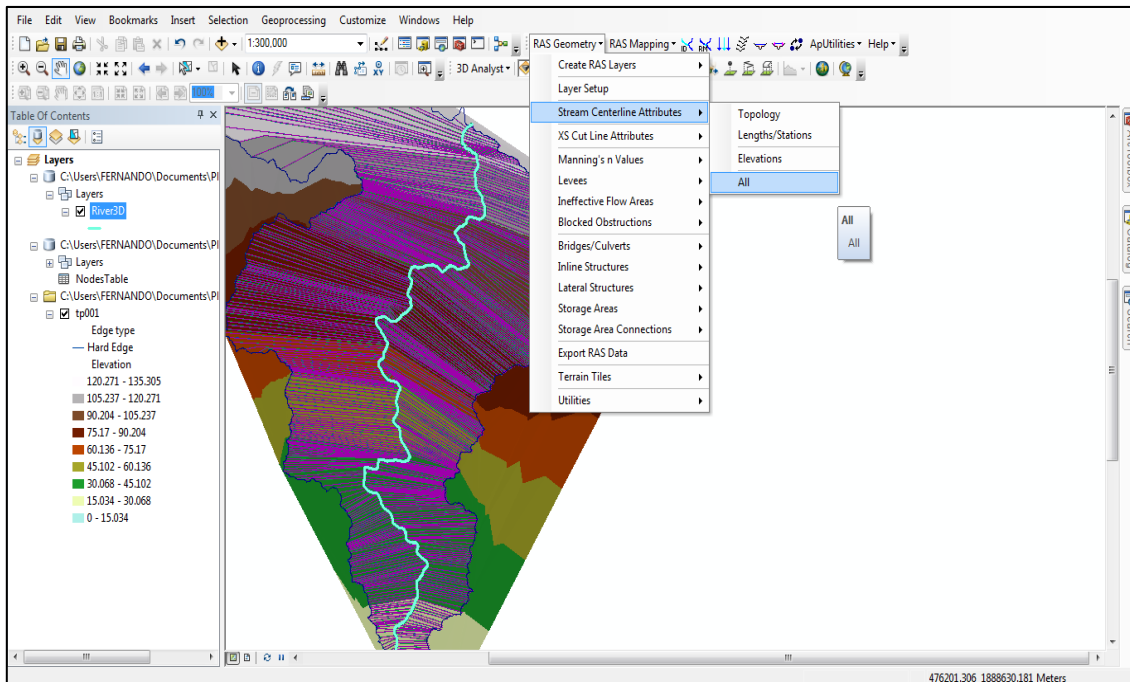 File Edit View Bookmarks Insert Selection Geoprocessing Customize Windows Help
1:300,000
RAS Geometry RAS Mapping ApUtilities Help
3D Analyst
100%
Table Of Contents
Layers
C:\Users\FERNANDO\Documents\Pl
Layers
River3D
C:\Users\FERNANDO\Documents\Pl
Layers
NodesTable
C:\Users\FERNANDO\Documents\Pl
tp001
Edge type
Hard Edge
Elevation
120.271 - 135.305
105.237 - 120.271
90.204 - 105.237
75.17 - 90.204
60.136 - 75.17
45.102 - 60.136
30.068 - 45.102
15.034 - 30.068
0 - 15.034
Create RAS Layers
Layer Setup
Stream Centerline Attributes
XS Cut Line Attributes
Manning's n Values
Levees
Ineffective Flow Areas
Blocked Obstructions
Bridges/Culverts
Inline Structures
Lateral Structures
Storage Areas
Storage Area Connections
Export RAS Data
Terrain Tiles
Utilities
Topology
Lengths/Stations
Elevations
All
All
All
476201.306 1888630.181 Meters